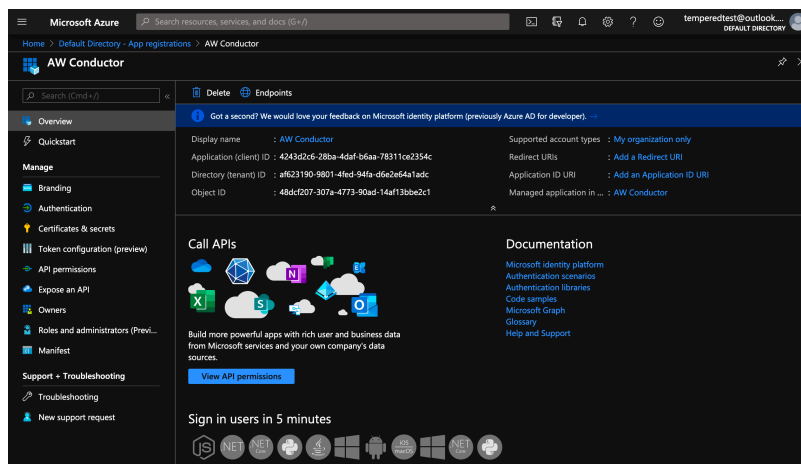 Microsoft Azure
Search resources, services, and docs (G+/)
temperedtest@outlook....
DEFAULT DIRECTORY
Home > Default Directory - App registrations > AW Conductor
AW Conductor
Search (Cmd+/)
«
Delete
Endpoints
Got a second? We would love your feedback on Microsoft identity platform (previously Azure AD for developer). →
Overview
Quickstart
Manage
Branding
Authentication
Certificates & secrets
Token configuration (preview)
API permissions
Expose an API
Owners
Roles and administrators (Previ...
Manifest
Support + Troubleshooting
Troubleshooting
New support request
Display name : AW Conductor
Application (client) ID : 4243d2c6-28ba-4daf-b6aa-78311ce2354c
Directory (tenant) ID : af623190-9801-4fed-94fa-d6e2e64a1adc
Object ID : 48dcf207-307a-4773-90ad-14af13bbe2c1
Supported account types : My organization only
Redirect URIs : Add a Redirect URI
Application ID URI : Add an Application ID URI
Managed application in ... : AW Conductor
Call APIs
Build more powerful apps with rich user and business data
from Microsoft services and your own company's data
sources.
View API permissions
Documentation
Microsoft identity platform
Authentication scenarios
Authentication libraries
Code samples
Microsoft Graph
Glossary
Help and Support
Sign in users in 5 minutes
JS
.NET
.NET Core
iOS macOS
.NET Core